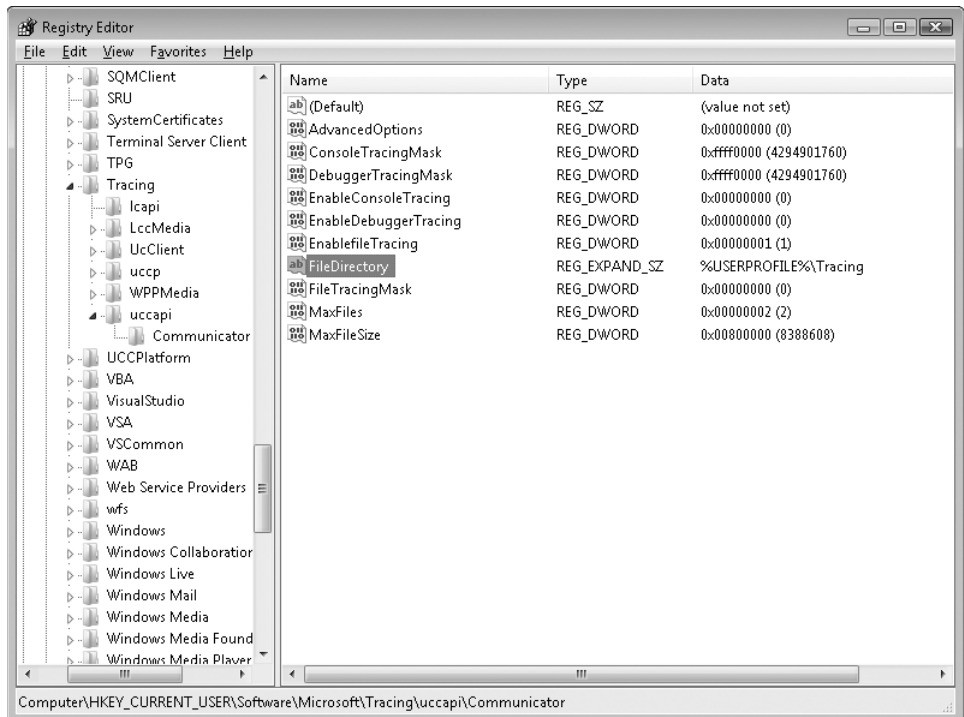 Registry Editor
File Edit View Favorites Help
SQMClient
SRU
SystemCertificates
Terminal Server Client
TPG
Tracing
lcapi
LccMedia
UcClient
uccp
WPPMedia
uccapi
Communicator
UCCPlatform
VBA
VisualStudio
VSA
VSCommon
WAB
Web Service Providers
wfs
Windows
Windows Collaboration
Windows Live
Windows Mail
Windows Media
Windows Media Found
Windows Media Player
Name Type Data
(Default) REG_SZ (value not set)
AdvancedOptions REG_DWORD 0x00000000 (0)
ConsoleTracingMask REG_DWORD 0xffff0000 (4294901760)
DebuggerTracingMask REG_DWORD 0xffff0000 (4294901760)
EnableConsoleTracing REG_DWORD 0x00000000 (0)
EnableDebuggerTracing REG_DWORD 0x00000000 (0)
EnablefileTracing REG_DWORD 0x00000001 (1)
FileDirectory REG_EXPAND_SZ %USERPROFILE%\Tracing
FileTracingMask REG_DWORD 0x00000000 (0)
MaxFiles REG_DWORD 0x00000002 (2)
MaxFileSize REG_DWORD 0x00800000 (8388608)
Computer\HKEY_CURRENT_USER\Software\Microsoft\Tracing\uccapi\Communicator